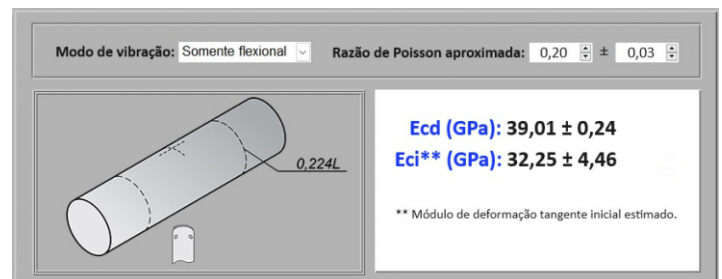 Modo de vibração: Somente flexional Razão de Poisson aproximada: 0,20 ± 0,03
0,224L
Ecd (GPa): 39,01 ± 0,24
Eci** (GPa): 32,25 ± 4,46
** Módulo de deformação tangente inicial estimado.